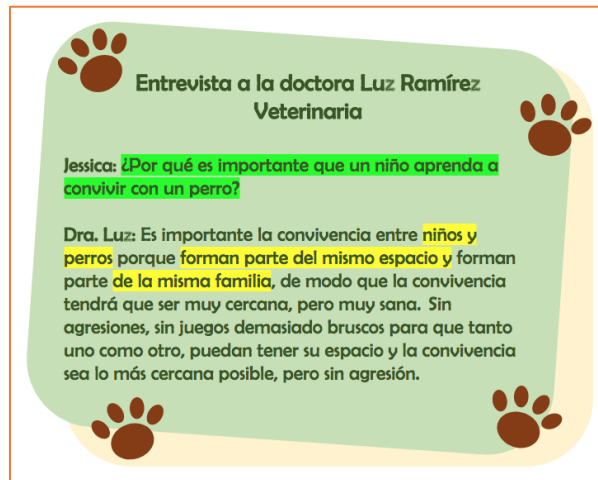 Entrevista a la doctora Luz Ramírez
Veterinaria
Jessica: ¿Por qué es importante que un niño aprenda a
convivir con un perro?
Dra. Luz: Es importante la convivencia entre niños y
perros porque forman parte del mismo espacio y forman
parte de la misma familia, de modo que la convivencia
tendrá que ser muy cercana, pero muy sana. Sin
agresiones, sin juegos demasiado bruscos para que tanto
uno como otro, puedan tener su espacio y la convivencia
sea lo más cercana posible, pero sin agresión.